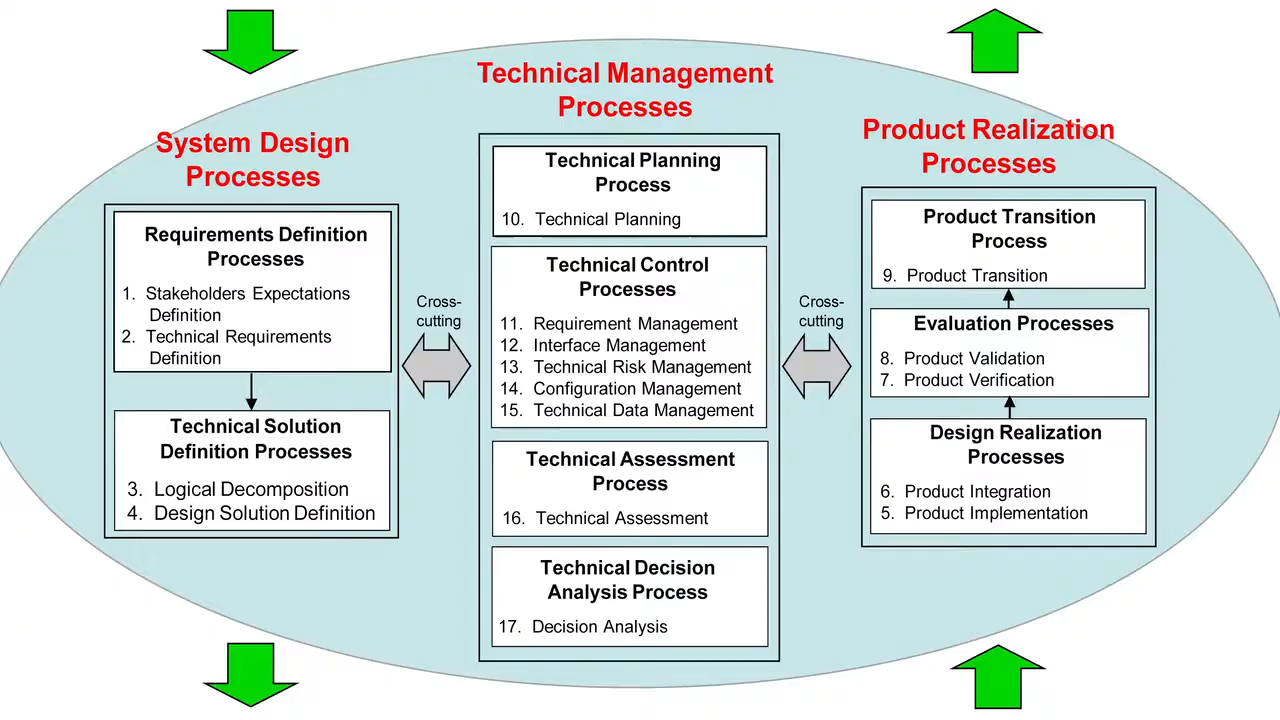 Technical Management
Processes
System Design
Processes
Requirements Definition
Processes
1. Stakeholders Expectations
Definition
2. Technical Requirements
Definition
Technical Solution
Definition Processes
3. Logical Decomposition
4. Design Solution Definition
Cross-
cutting
Technical Planning
Process
10. Technical Planning
Technical Control
Processes
11. Requirement Management
12. Interface Management
13. Technical Risk Management
14. Configuration Management
15. Technical Data Management
Technical Assessment
Process
16. Technical Assessment
Technical Decision
Analysis Process
17. Decision Analysis
Cross-
cutting
Product Realization
Processes
Product Transition
Process
9. Product Transition
Evaluation Processes
8. Product Validation
7. Product Verification
Design Realization
Processes
6. Product Integration
5. Product Implementation